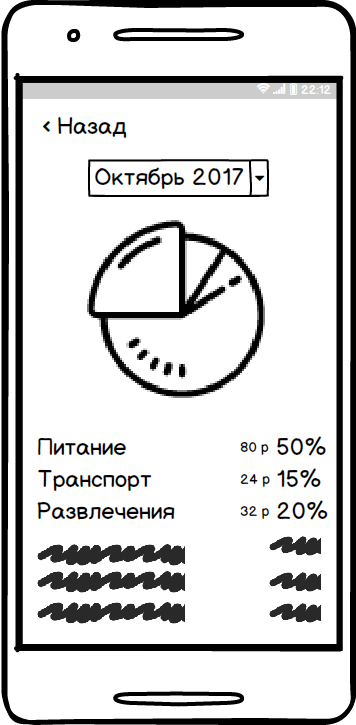 22:12
< Назад
Октябрь 2017
Питание 80 р 50%
Транспорт 24 р 15%
Развлечения 32 р 20%